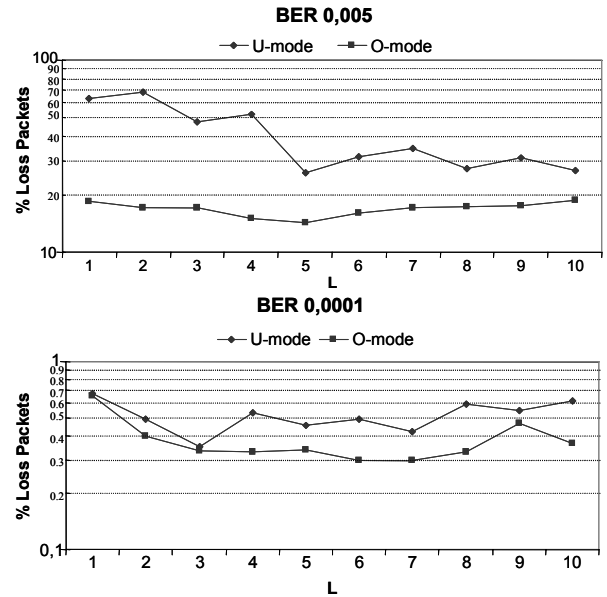 BER 0,005
U-mode O-mode
100
90
80
70
60
50
40
30
20
10
% Loss Packets
1 2 3 4 5 6 7 8 9 10
L
BER 0,0001
U-mode O-mode
1
0.9
0.8
0.7
0.6
0.5
0.4
0.3
0.2
0,1
% Loss Packets
1 2 3 4 5 6 7 8 9 10
L